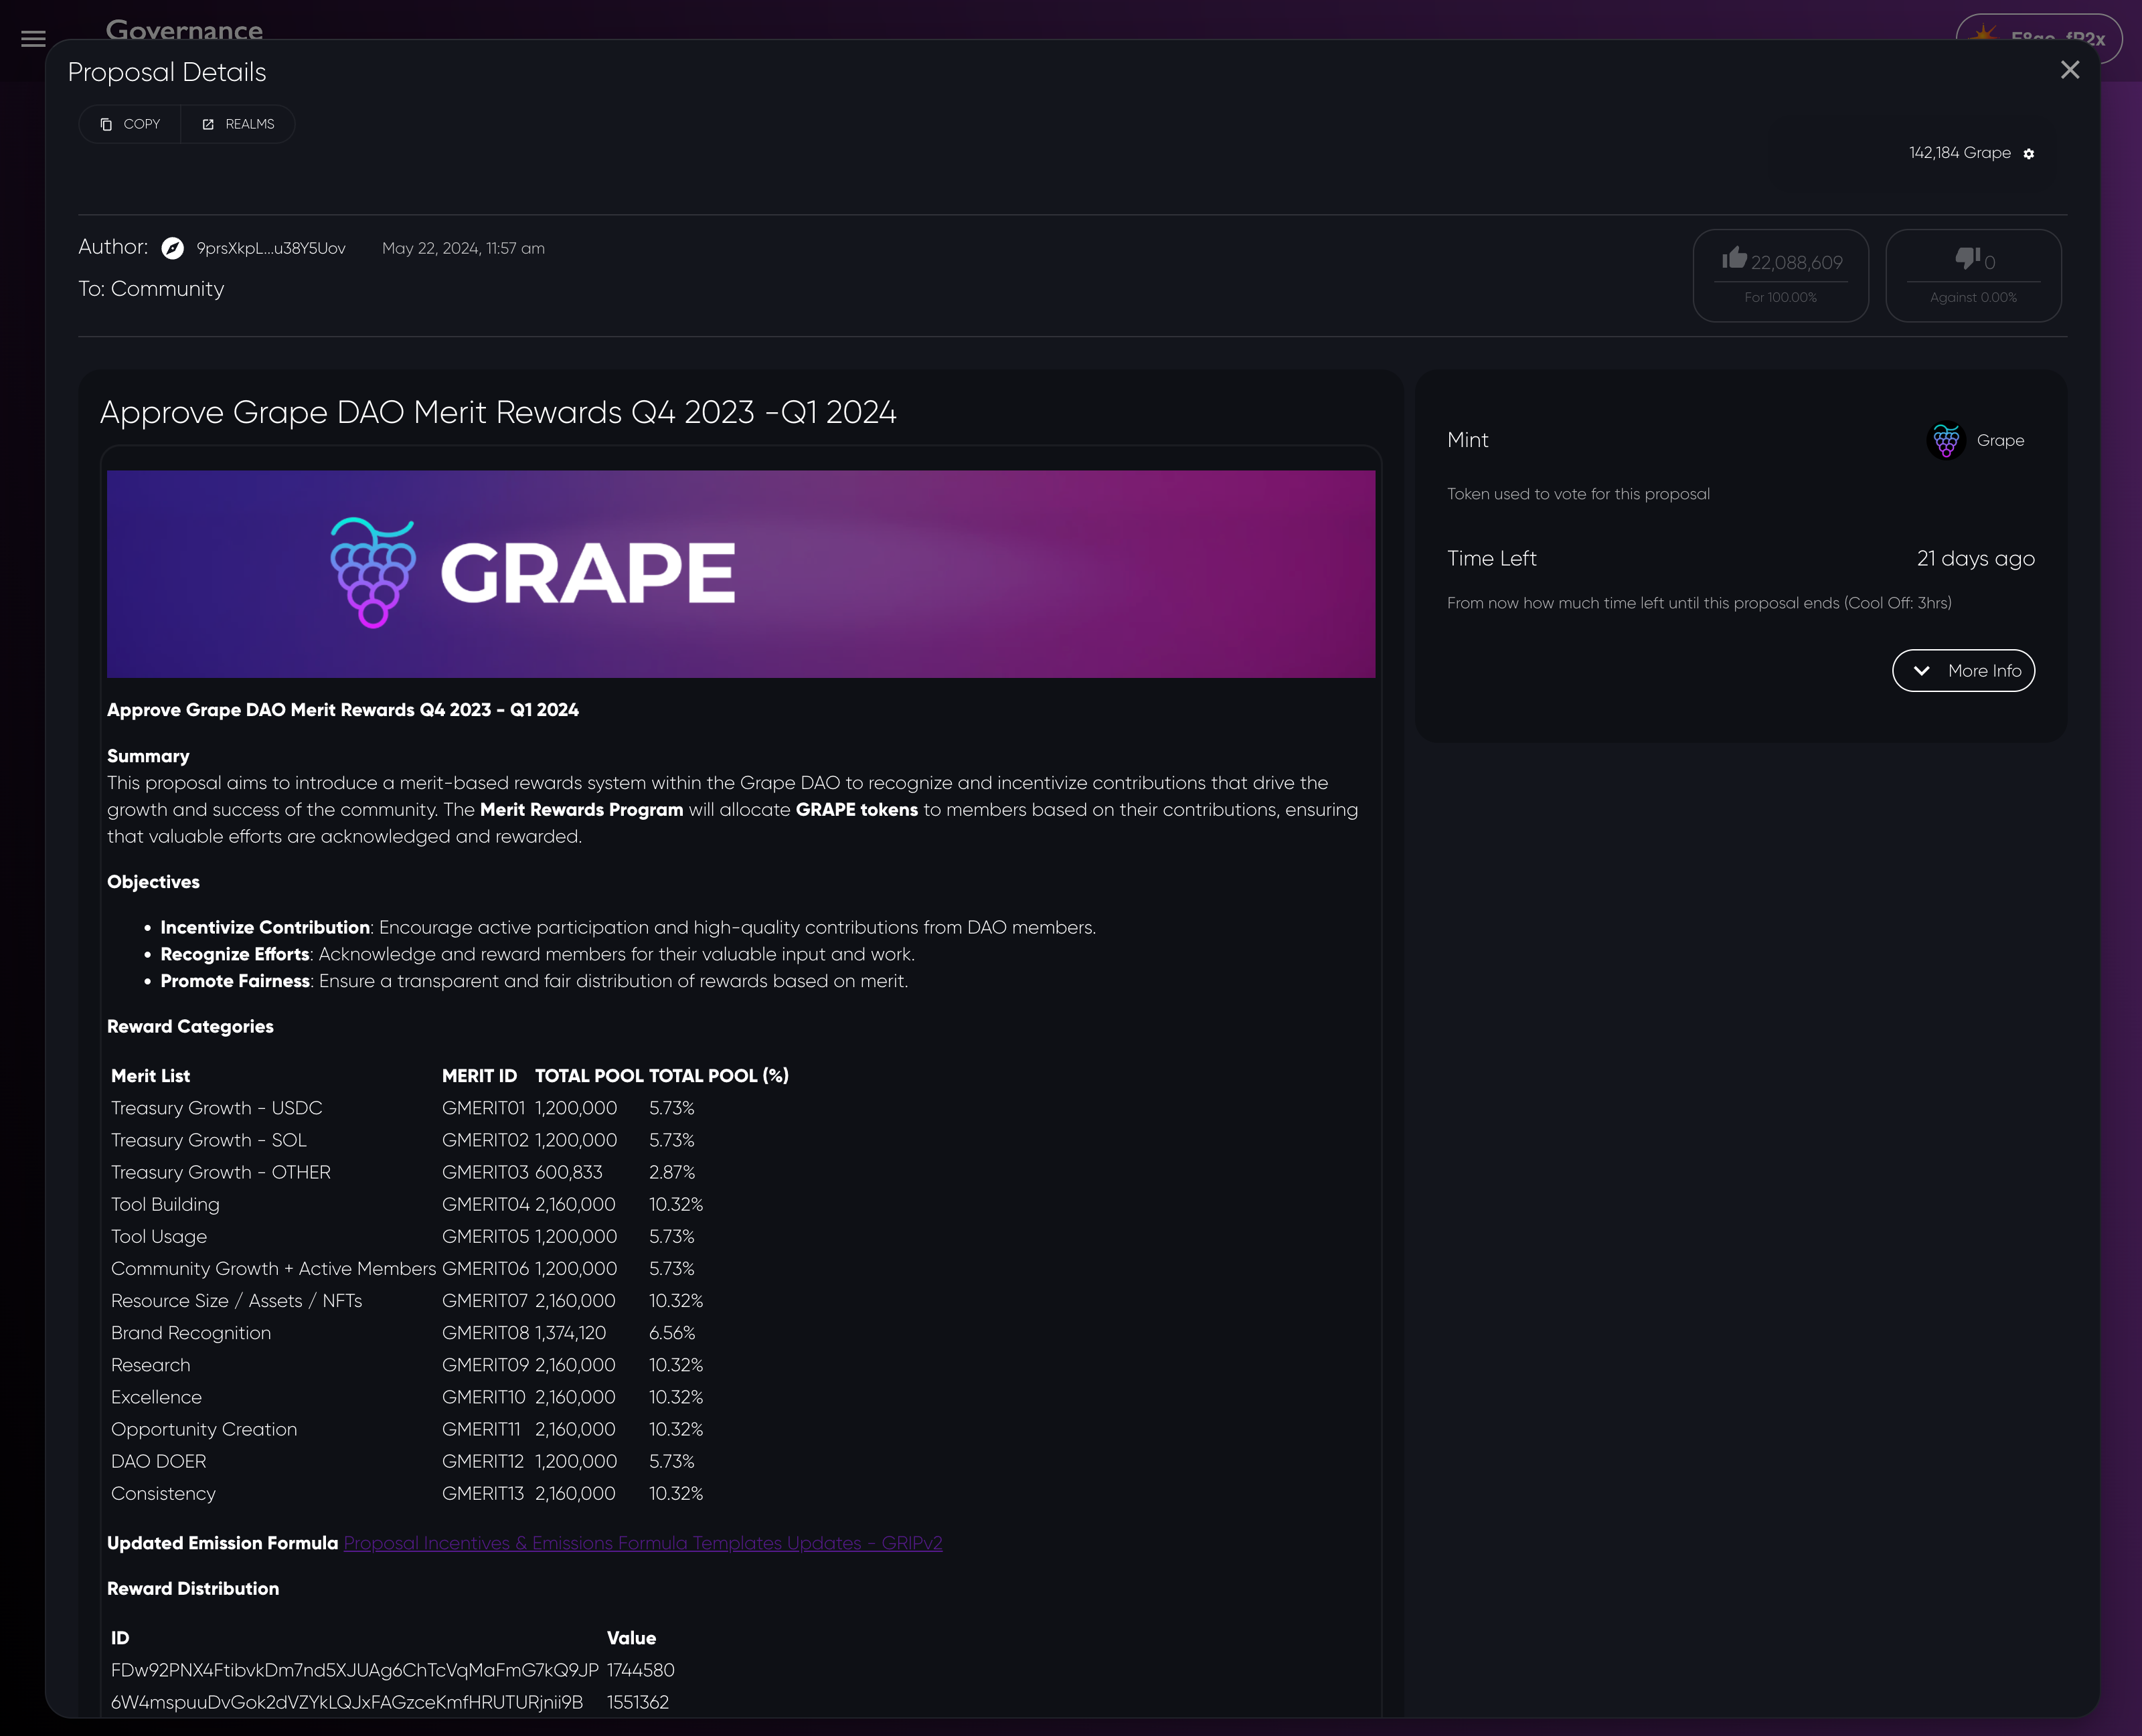 Governance
Proposal Details
COPY
REALMS
142,184 Grape
Author: 9prsXkpL...u38Y5Uov May 22, 2024, 11:57 am
To: Community
22,088,609
For 100.00%
0
Against 0.00%
Approve Grape DAO Merit Rewards Q4 2023 -Q1 2024
GRAPE
Approve Grape DAO Merit Rewards Q4 2023 - Q1 2024
Summary
This proposal aims to introduce a merit-based rewards system within the Grape DAO to recognize and incentivize contributions that drive the
growth and success of the community. The Merit Rewards Program will allocate GRAPE tokens to members based on their contributions, ensuring
that valuable efforts are acknowledged and rewarded.
Objectives
• Incentivize Contribution: Encourage active participation and high-quality contributions from DAO members.
• Recognize Efforts: Acknowledge and reward members for their valuable input and work.
• Promote Fairness: Ensure a transparent and fair distribution of rewards based on merit.
Reward Categories
Merit List MERIT ID TOTAL POOL TOTAL POOL (%)
Treasury Growth - USDC GMERIT01 1,200,000 5.73%
Treasury Growth - SOL GMERIT02 1,200,000 5.73%
Treasury Growth - OTHER GMERIT03 600,833 2.87%
Tool Building GMERIT04 2,160,000 10.32%
Tool Usage GMERIT05 1,200,000 5.73%
Community Growth + Active Members GMERIT06 1,200,000 5.73%
Resource Size / Assets / NFTs GMERIT07 2,160,000 10.32%
Brand Recognition GMERIT08 1,374,120 6.56%
Research GMERIT09 2,160,000 10.32%
Excellence GMERIT10 2,160,000 10.32%
Opportunity Creation GMERIT11 2,160,000 10.32%
DAO DOER GMERIT12 1,200,000 5.73%
Consistency GMERIT13 2,160,000 10.32%
Updated Emission Formula Proposal Incentives & Emissions Formula Templates Updates - GRIPv2
Reward Distribution
ID Value
FDw92PNX4FtibvkDm7nd5XJUAg6ChTcVqMaFmG7kQ9JP 1744580
6W4mspuuDvGok2dVZYkLQJxFAGzceKmfHRUTURjnii9B 1551362
Mint
Grape
Token used to vote for this proposal
Time Left
21 days ago
From now how much time left until this proposal ends (Cool Off: 3hrs)
More Info